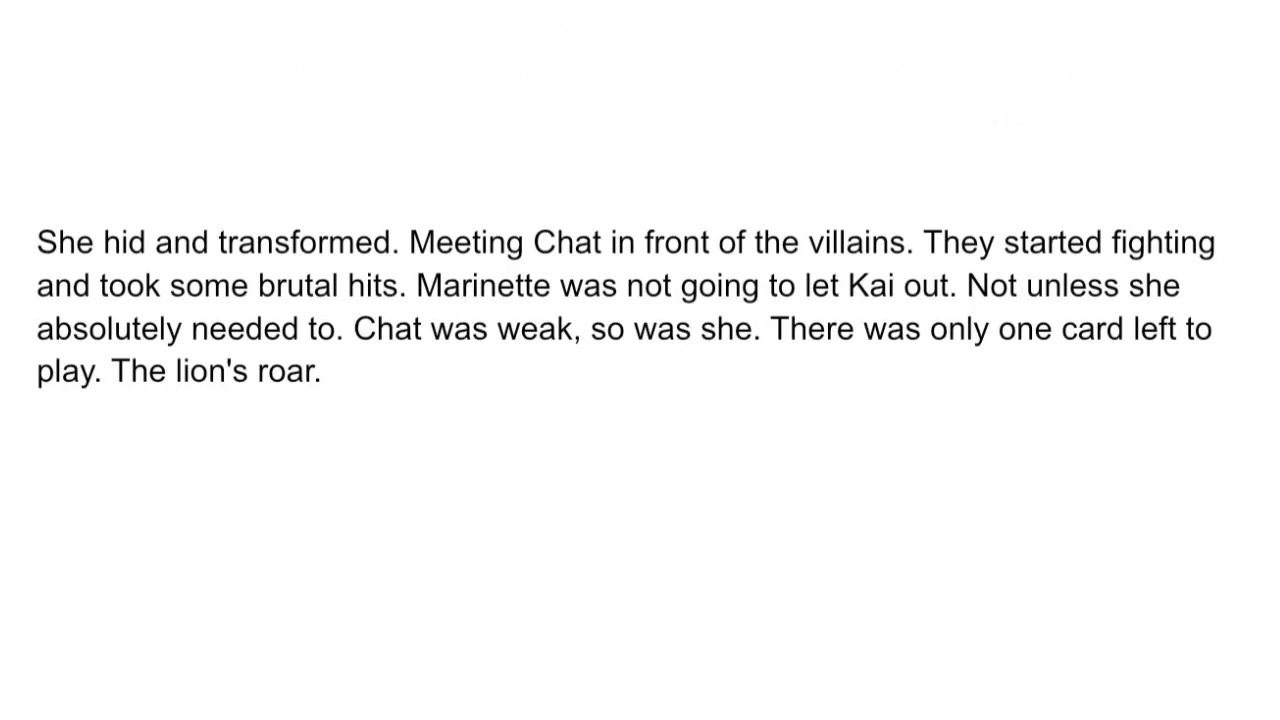 She hid and transformed. Meeting Chat in front of the villains. They started fighting
and took some brutal hits. Marinette was not going to let Kai out. Not unless she
absolutely needed to. Chat was weak, so was she. There was only one card left to
play. The lion's roar.